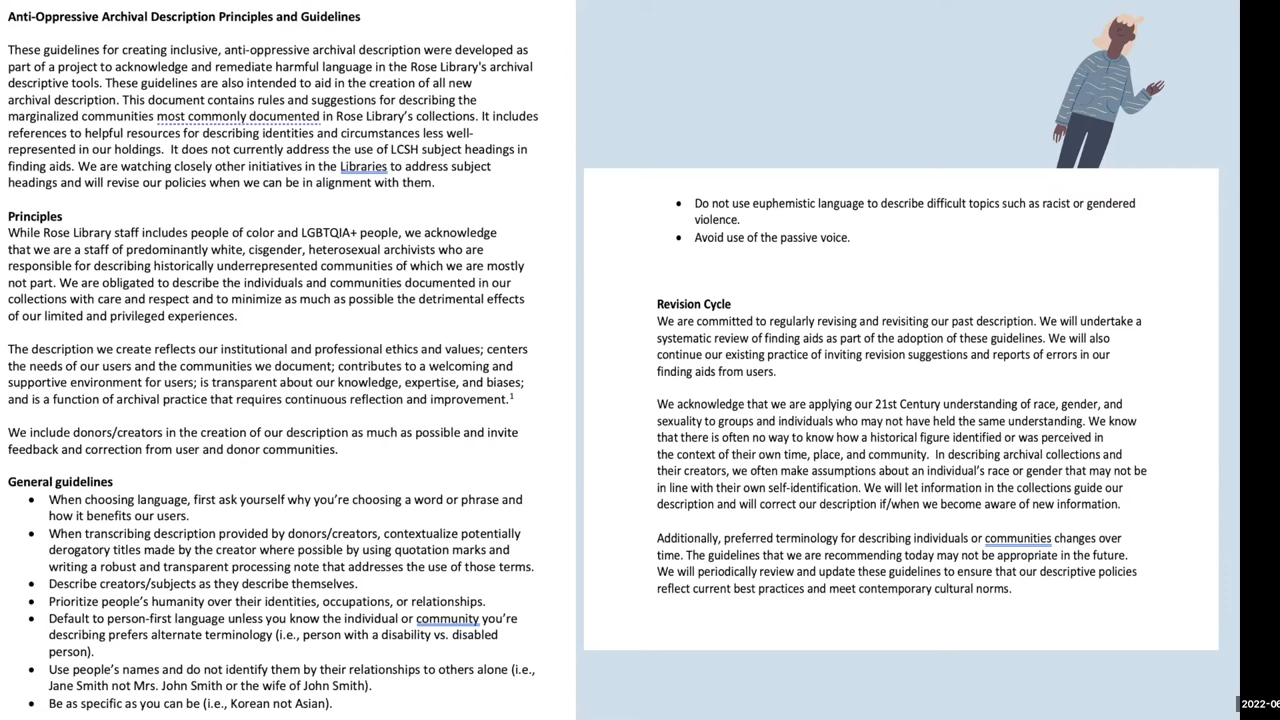 Anti-Oppressive Archival Description Principles and Guidelines
These guidelines for creating inclusive, anti-oppressive archival description were developed as
part of a project to acknowledge and remediate harmful language in the Rose Library's archival
descriptive tools. These guidelines are also intended to aid in the creation of all new
archival description. This document contains rules and suggestions for describing the
marginalized communities most commonly documented in Rose Library’s collections. It includes
references to helpful resources for describing identities and circumstances less well-
represented in our holdings.  It does not currently address the use of LCSH subject headings in
finding aids. We are watching closely other initiatives in the Libraries to address subject
headings and will revise our policies when we can be in alignment with them.
Principles
While Rose Library staff includes people of color and LGBTQIA+ people, we acknowledge
that we are a staff of predominantly white, cisgender, heterosexual archivists who are
responsible for describing historically underrepresented communities of which we are mostly
not part. We are obligated to describe the individuals and communities documented in our
collections with care and respect and to minimize as much as possible the detrimental effects
of our limited and privileged experiences.
The description we create reflects our institutional and professional ethics and values; centers
the needs of our users and the communities we document; contributes to a welcoming and
supportive environment for users; is transparent about our knowledge, expertise, and biases;
and is a function of archival practice that requires continuous reflection and improvement.¹
We include donors/creators in the creation of our description as much as possible and invite
feedback and correction from user and donor communities.
General guidelines
• When choosing language, first ask yourself why you’re choosing a word or phrase and
how it benefits our users.
• When transcribing description provided by donors/creators, contextualize potentially
derogatory titles made by the creator where possible by using quotation marks and
writing a robust and transparent processing note that addresses the use of those terms.
• Describe creators/subjects as they describe themselves.
• Prioritize people’s humanity over their identities, occupations, or relationships.
• Default to person-first language unless you know the individual or community you’re
describing prefers alternate terminology (i.e., person with a disability vs. disabled
person).
• Use people’s names and do not identify them by their relationships to others alone (i.e.,
Jane Smith not Mrs. John Smith or the wife of John Smith).
• Be as specific as you can be (i.e., Korean not Asian).
• Do not use euphemistic language to describe difficult topics such as racist or gendered
violence.
• Avoid use of the passive voice.
Revision Cycle
We are committed to regularly revising and revisiting our past description. We will undertake a
systematic review of finding aids as part of the adoption of these guidelines. We will also
continue our existing practice of inviting revision suggestions and reports of errors in our
finding aids from users.
We acknowledge that we are applying our 21st Century understanding of race, gender, and
sexuality to groups and individuals who may not have held the same understanding. We know
that there is often no way to know how a historical figure identified or was perceived in
the context of their own time, place, and community.  In describing archival collections and
their creators, we often make assumptions about an individual’s race or gender that may not be
in line with their own self-identification. We will let information in the collections guide our
description and will correct our description if/when we become aware of new information.
Additionally, preferred terminology for describing individuals or communities changes over
time. The guidelines that we are recommending today may not be appropriate in the future.
We will periodically review and update these guidelines to ensure that our descriptive policies
reflect current best practices and meet contemporary cultural norms.